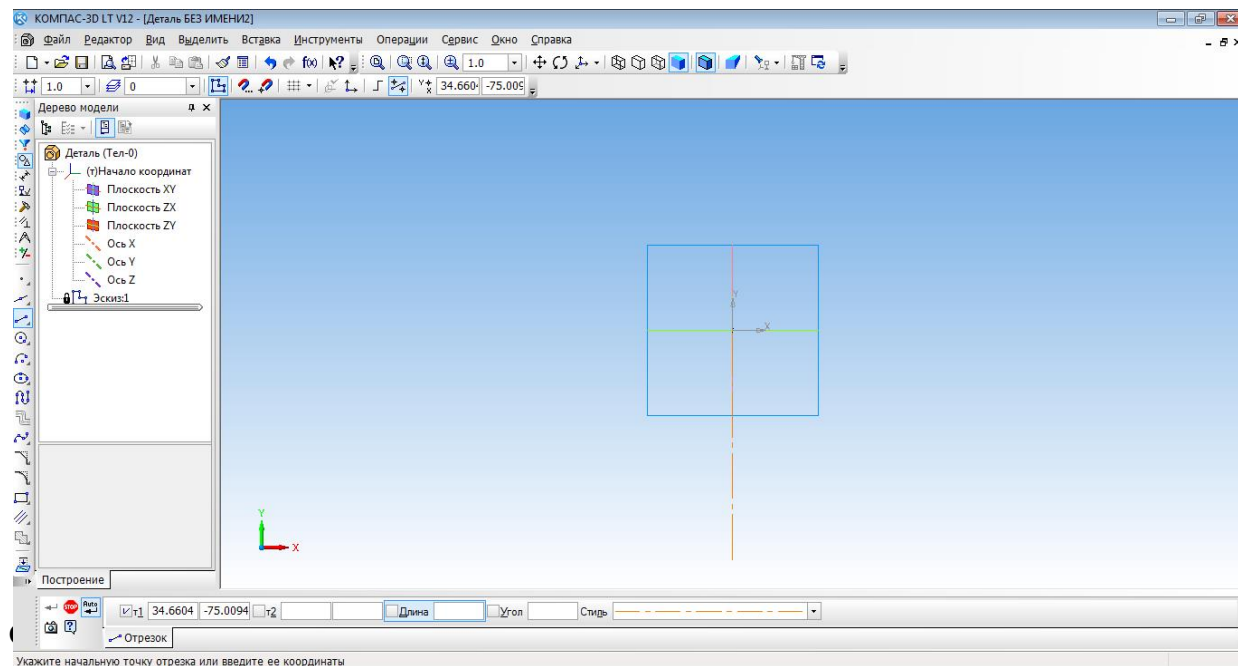 КОМПАС-3D LT V12 - [Деталь БЕЗ ИМЕНИ2]
Файл Редактор Вид Выделить Вставка Инструменты Операции Сервис Окно Справка
1.0
1.0 0 34.660 -75.009
Дерево модели
Деталь (Тел-0)
(т)Начало координат
Плоскость XY
Плоскость ZX
Плоскость ZY
Ось X
Ось Y
Ось Z
Эскиз:1
Y
X
Y
X
Построение
Auto т1 34.6604 -75.0094 т2 Длина Угол Стиль
STOP
Отрезок
Укажите начальную точку отрезка или введите ее координаты